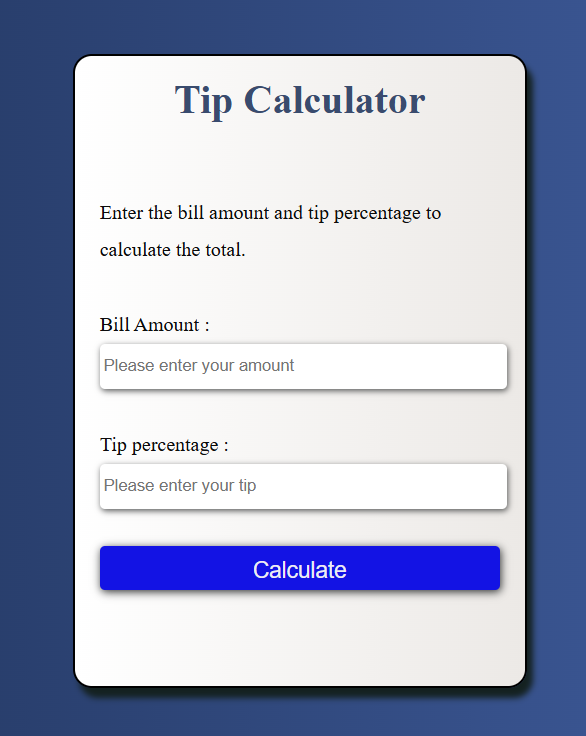 Tip Calculator
Enter the bill amount and tip percentage to
calculate the total.
Bill Amount :
Please enter your amount
Tip percentage :
Please enter your tip
Calculate